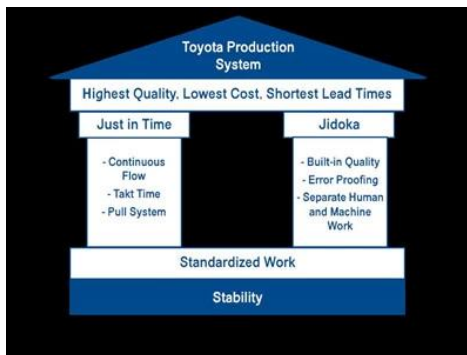 Toyota Production
System
Highest Quality, Lowest Cost, Shortest Lead Times
Just in Time
Jidoka
- Continuous
Flow
- Takt Time
- Pull System
- Built-in Quality
- Error Proofing
- Separate Human
and Machine
Work
Standardized Work
Stability